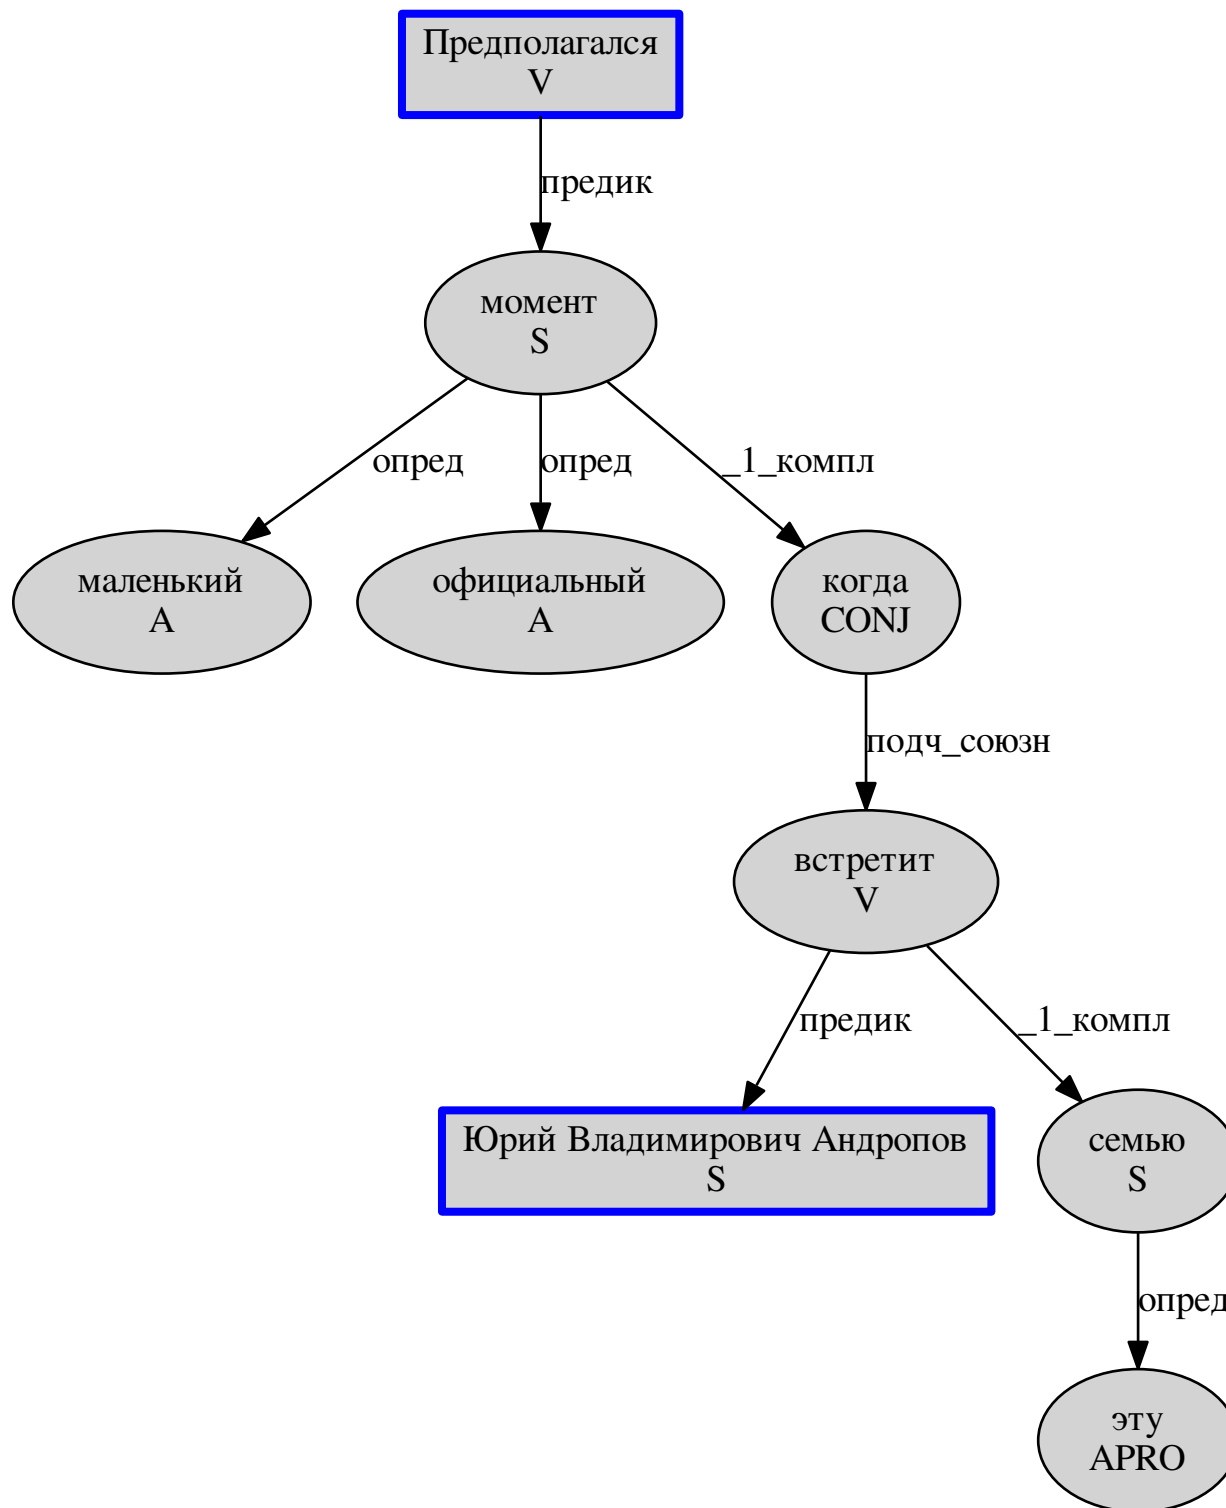 Предполагался
V
предик
момент
S
опред
опред
_1_компл
маленький
A
официальный
A
когда
CONJ
подч_союзн
встретит
V
предик
_1_компл
Юрий Владимирович Андропов
S
семью
S
опред
эту
APRO